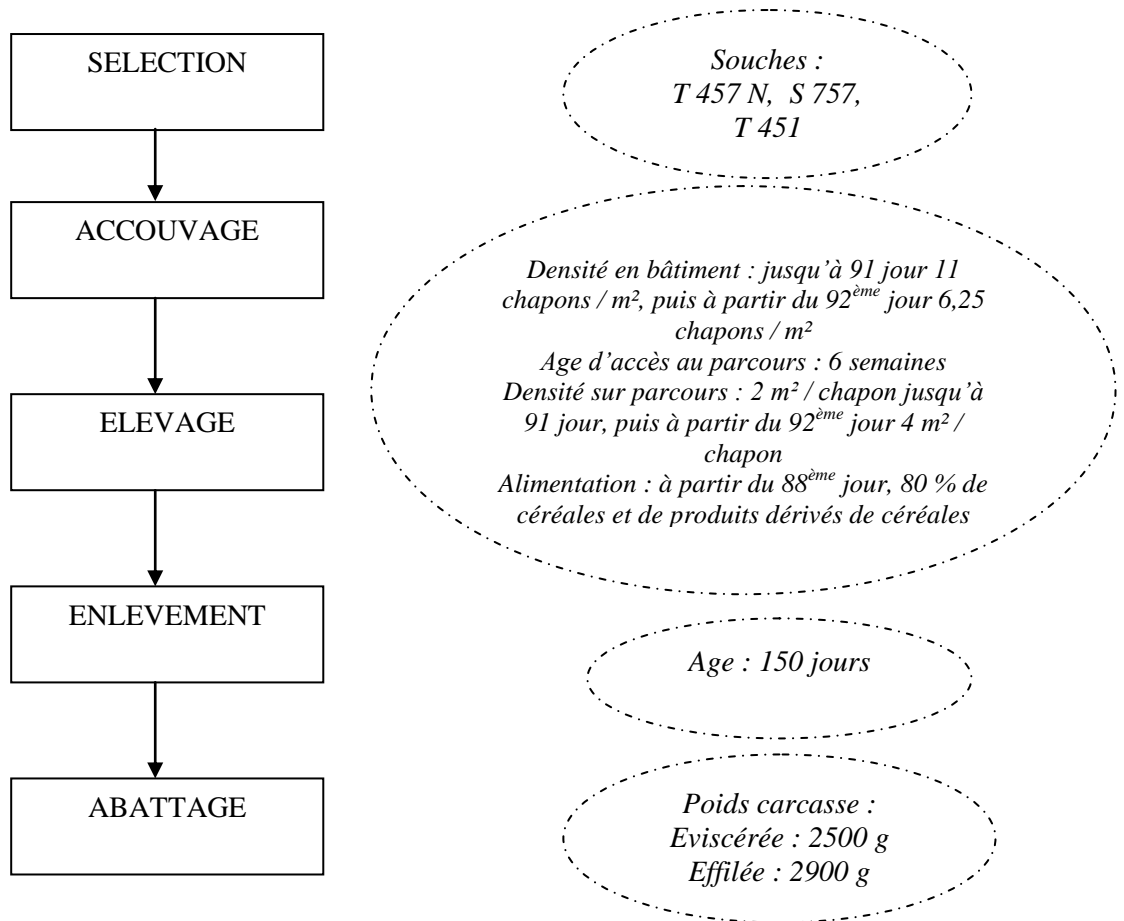 SELECTION
Souches :
T 457 N, S 757,
T 451
ACCOUVAGE
Densité en bâtiment : jusqu’à 91 jour 11
chapons / m², puis à partir du 92ème jour 6,25
chapons / m²
Age d’accès au parcours : 6 semaines
Densité sur parcours : 2 m² / chapon jusqu’à
91 jour, puis à partir du 92ème jour 4 m² /
chapon
Alimentation : à partir du 88ème jour, 80 % de
céréales et de produits dérivés de céréales
ELEVAGE
ENLEVEMENT
Age : 150 jours
ABATTAGE
Poids carcasse :
Eviscérée : 2500 g
Effilée : 2900 g